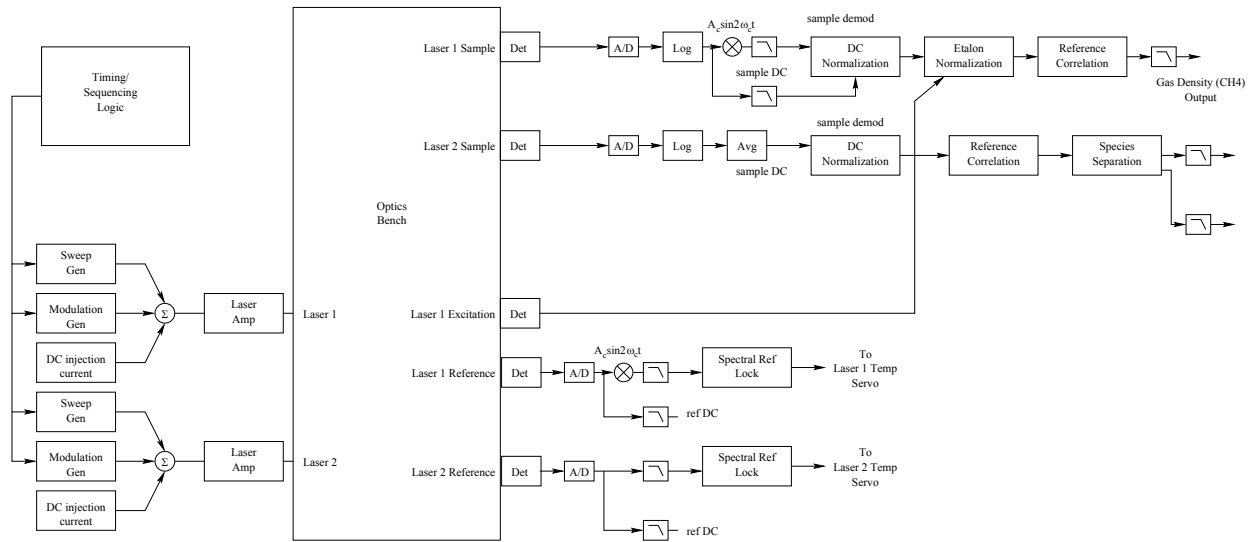 Timing/
Sequencing
Logic
Sweep
Gen
Modulation
Gen
DC injection
current
Σ
Laser
Amp
Sweep
Gen
Modulation
Gen
DC injection
current
Σ
Laser
Amp
Optics
Bench
Laser 1
Laser 2
Laser 1 Sample
Det
A/D
Log
A_c sin2ω_c t
sample DC
sample demod
DC
Normalization
Etalon
Normalization
Reference
Correlation
Gas Density (CH4)
Output
Laser 2 Sample
Det
A/D
Log
Avg
sample DC
sample demod
DC
Normalization
Reference
Correlation
Species
Separation
Laser 1 Excitation
Det
Laser 1 Reference
Det
A/D
A_c sin2ω_c t
ref DC
Spectral Ref
Lock
To
Laser 1 Temp
Servo
Laser 2 Reference
Det
A/D
ref DC
Spectral Ref
Lock
To
Laser 2 Temp
Servo